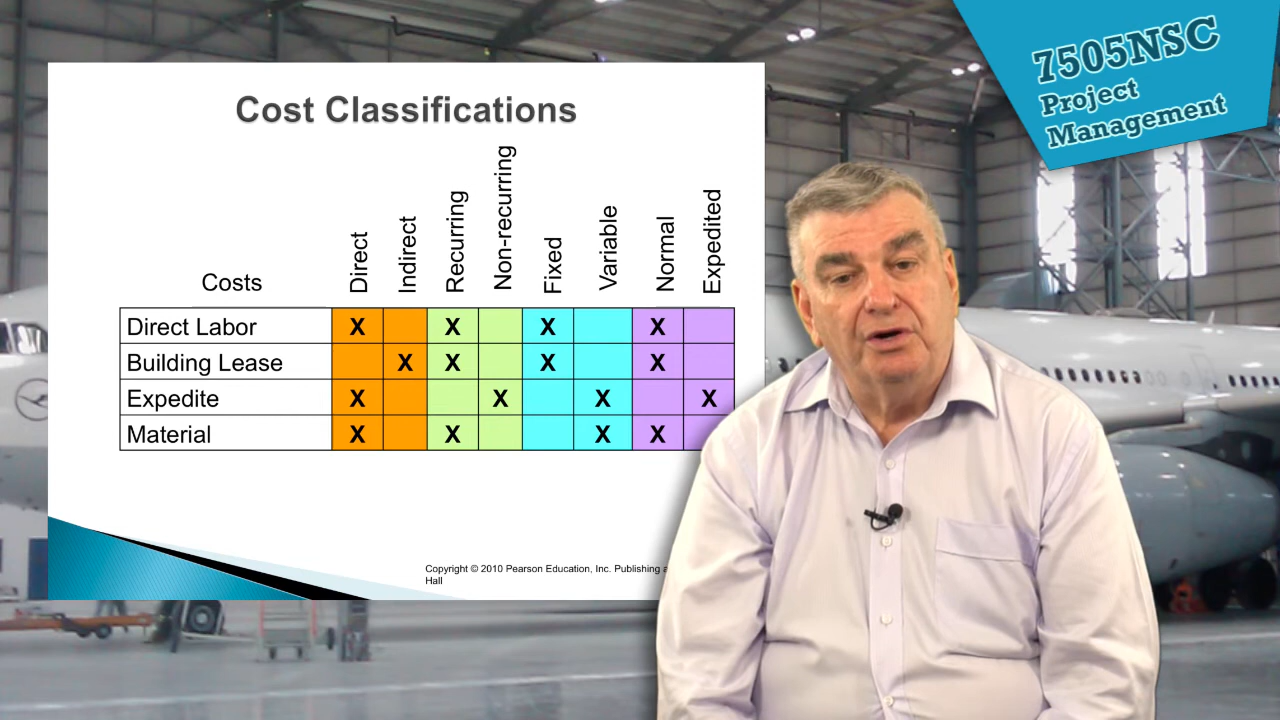 7505NSC
Project
Management
Cost Classifications
Costs Direct Indirect Recurring Non-recurring Fixed Variable Normal Expedited
Direct Labor X X X X
Building Lease X X X X
Expedite X X X X
Material X X X X
Copyright © 2010 Pearson Education, Inc. Publishing
Hall